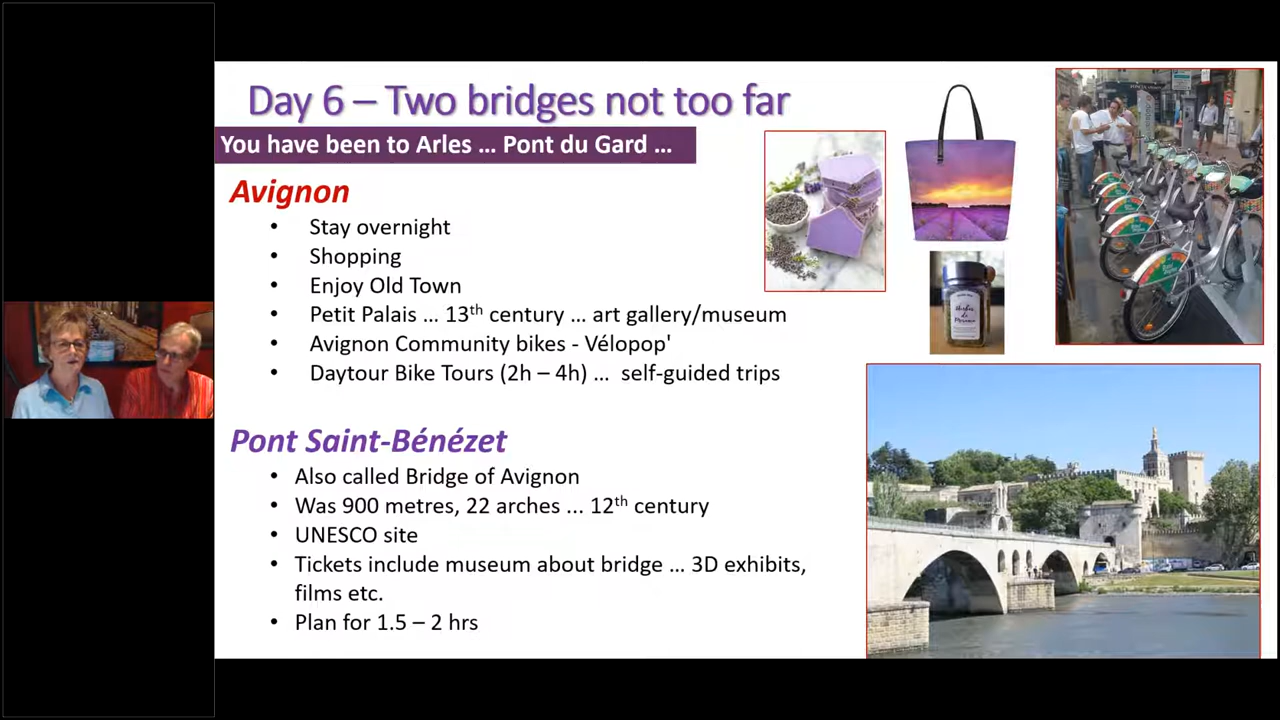 Day 6 – Two bridges not too far
You have been to Arles … Pont du Gard …
Avignon
• Stay overnight
• Shopping
• Enjoy Old Town
• Petit Palais … 13th century … art gallery/museum
• Avignon Community bikes - Vélopop'
• Daytour Bike Tours (2h – 4h) … self-guided trips
Pont Saint-Bénézet
• Also called Bridge of Avignon
• Was 900 metres, 22 arches ... 12th century
• UNESCO site
• Tickets include museum about bridge … 3D exhibits,
films etc.
• Plan for 1.5 – 2 hrs
Herbes
de
Provence